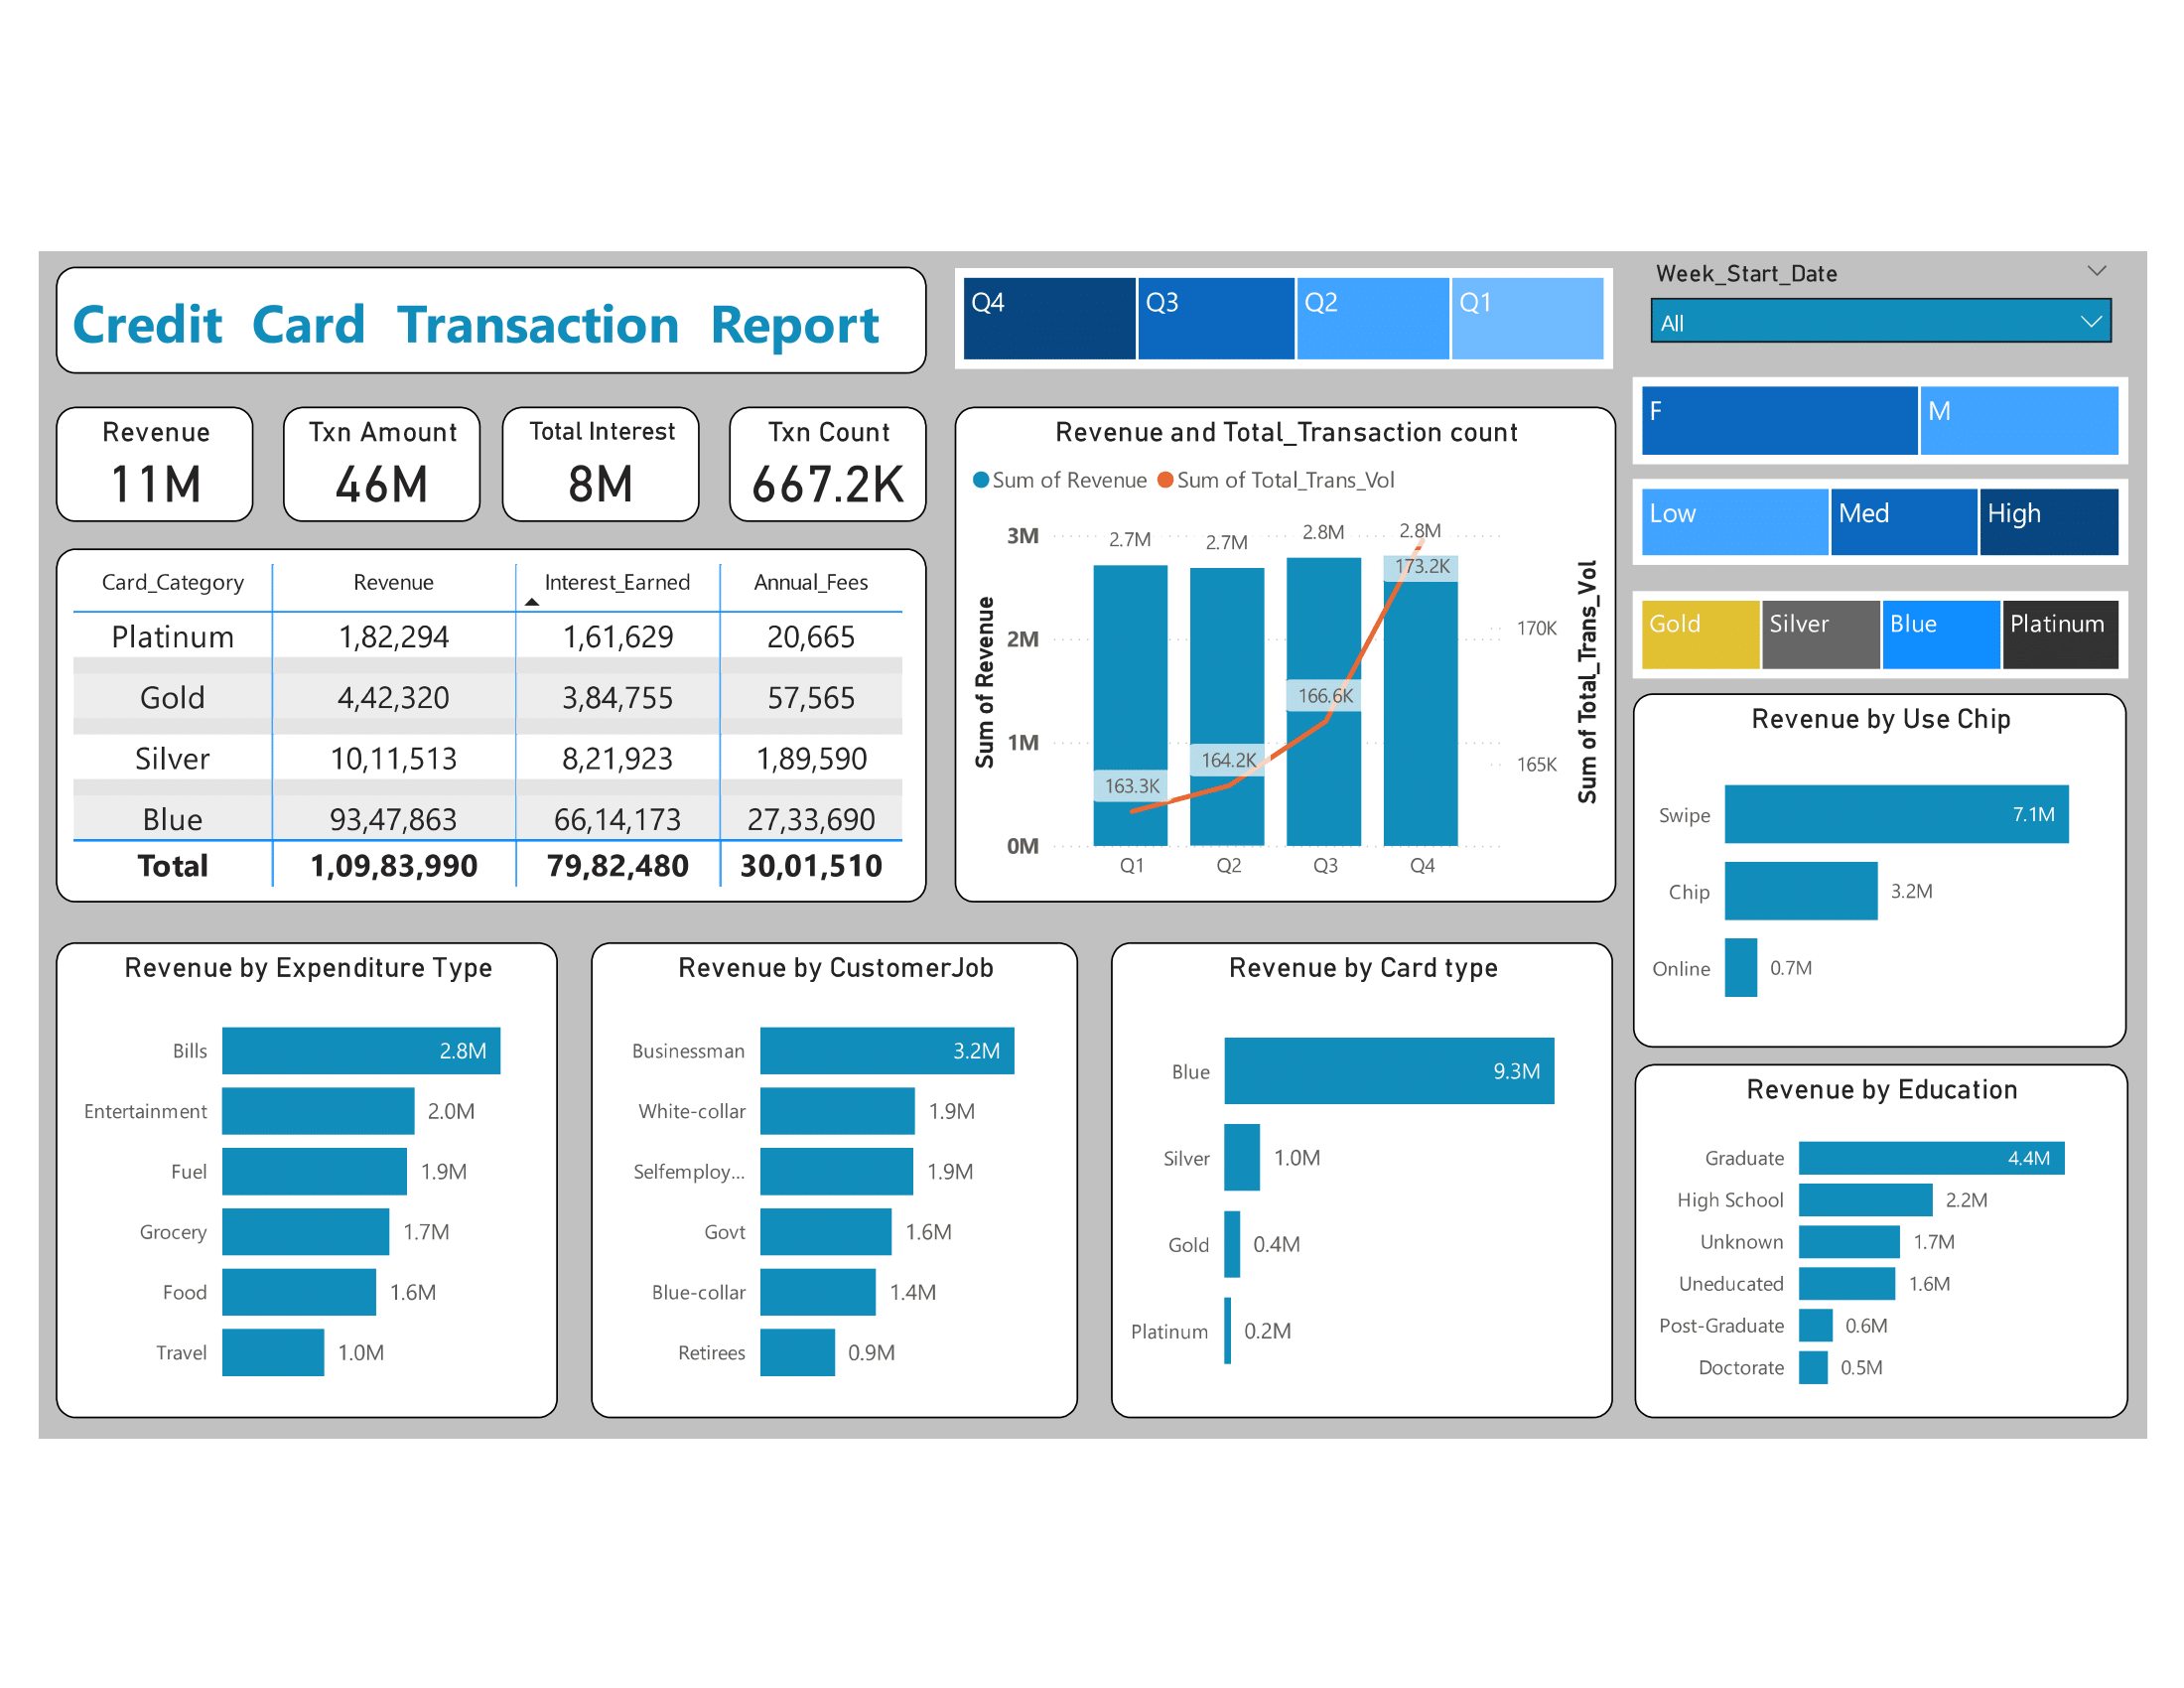 Credit Card Transaction Report
Q4 Q3 Q2 Q1
Week_Start_Date
All
F M
Low Med High
Gold Silver Blue Platinum
Revenue
11M
Txn Amount
46M
Total Interest
8M
Txn Count
667.2K
Card_Category Revenue Interest_Earned Annual_Fees
Platinum 1,82,294 1,61,629 20,665
Gold 4,42,320 3,84,755 57,565
Silver 10,11,513 8,21,923 1,89,590
Blue 93,47,863 66,14,173 27,33,690
Total 1,09,83,990 79,82,480 30,01,510
Revenue and Total_Transaction count
Sum of Revenue Sum of Total_Trans_Vol
Sum of Revenue
3M
2M
1M
0M
2.7M 2.7M 2.8M 2.8M
163.3K 164.2K 166.6K 173.2K
170K
165K
Sum of Total_Trans_Vol
Q1 Q2 Q3 Q4
Revenue by Use Chip
Swipe 7.1M
Chip 3.2M
Online 0.7M
Revenue by Expenditure Type
Bills 2.8M
Entertainment 2.0M
Fuel 1.9M
Grocery 1.7M
Food 1.6M
Travel 1.0M
Revenue by CustomerJob
Businessman 3.2M
White-collar 1.9M
Selfemploy... 1.9M
Govt 1.6M
Blue-collar 1.4M
Retirees 0.9M
Revenue by Card type
Blue 9.3M
Silver 1.0M
Gold 0.4M
Platinum 0.2M
Revenue by Education
Graduate 4.4M
High School 2.2M
Unknown 1.7M
Uneducated 1.6M
Post-Graduate 0.6M
Doctorate 0.5M